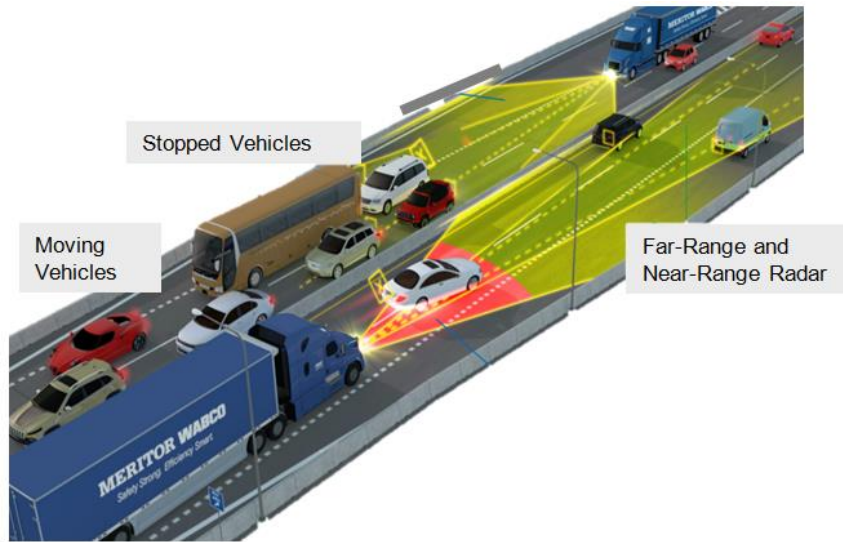 MERITOR WABCO
Stopped Vehicles
Moving
Vehicles
Far-Range and
Near-Range Radar
MERITOR WABCO
Safety Strong. Efficiency Smart.